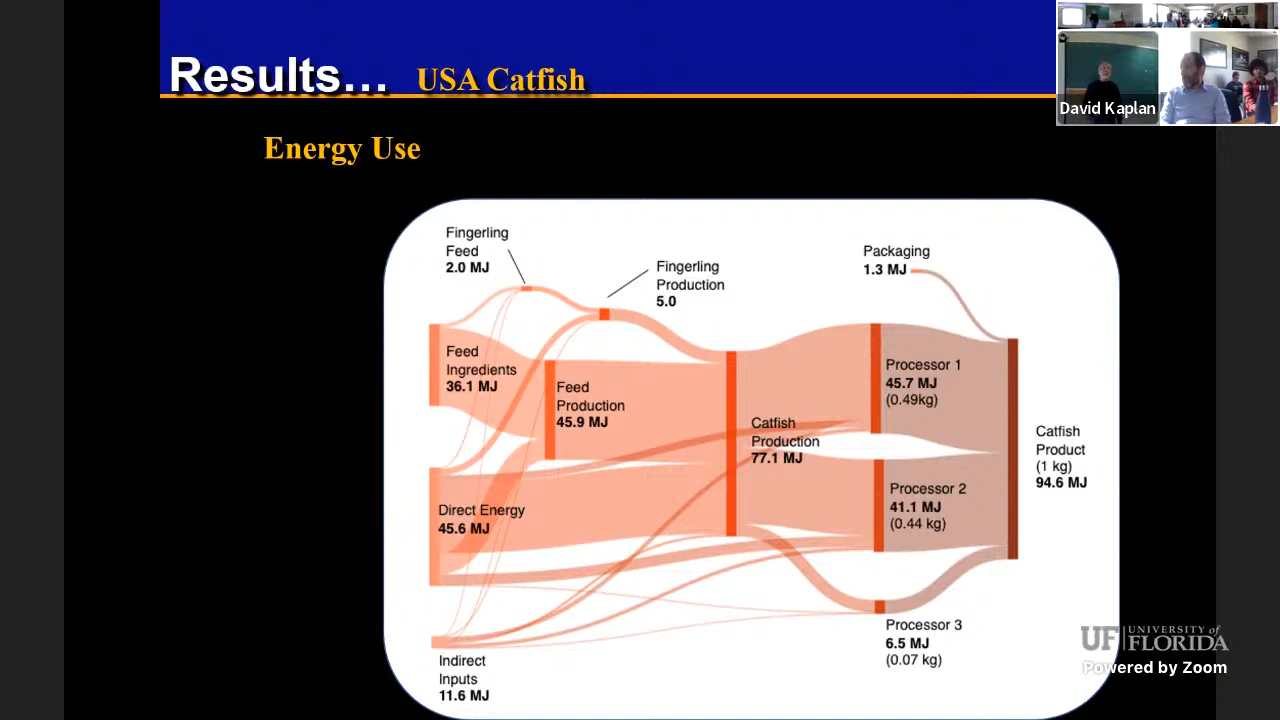 Results… USA Catfish
David Kaplan
Energy Use
Fingerling
Feed
2.0 MJ
Fingerling
Production
5.0
Packaging
1.3 MJ
Feed
Ingredients
36.1 MJ
Feed
Production
45.9 MJ
Catfish
Production
77.1 MJ
Processor 1
45.7 MJ
(0.49kg)
Catfish
Product
(1 kg)
94.6 MJ
Direct Energy
45.6 MJ
Processor 2
41.1 MJ
(0.44 kg)
Processor 3
6.5 MJ
(0.07 kg)
Indirect
Inputs
11.6 MJ
UF UNIVERSITY of
FLORIDA
Powered by Zoom